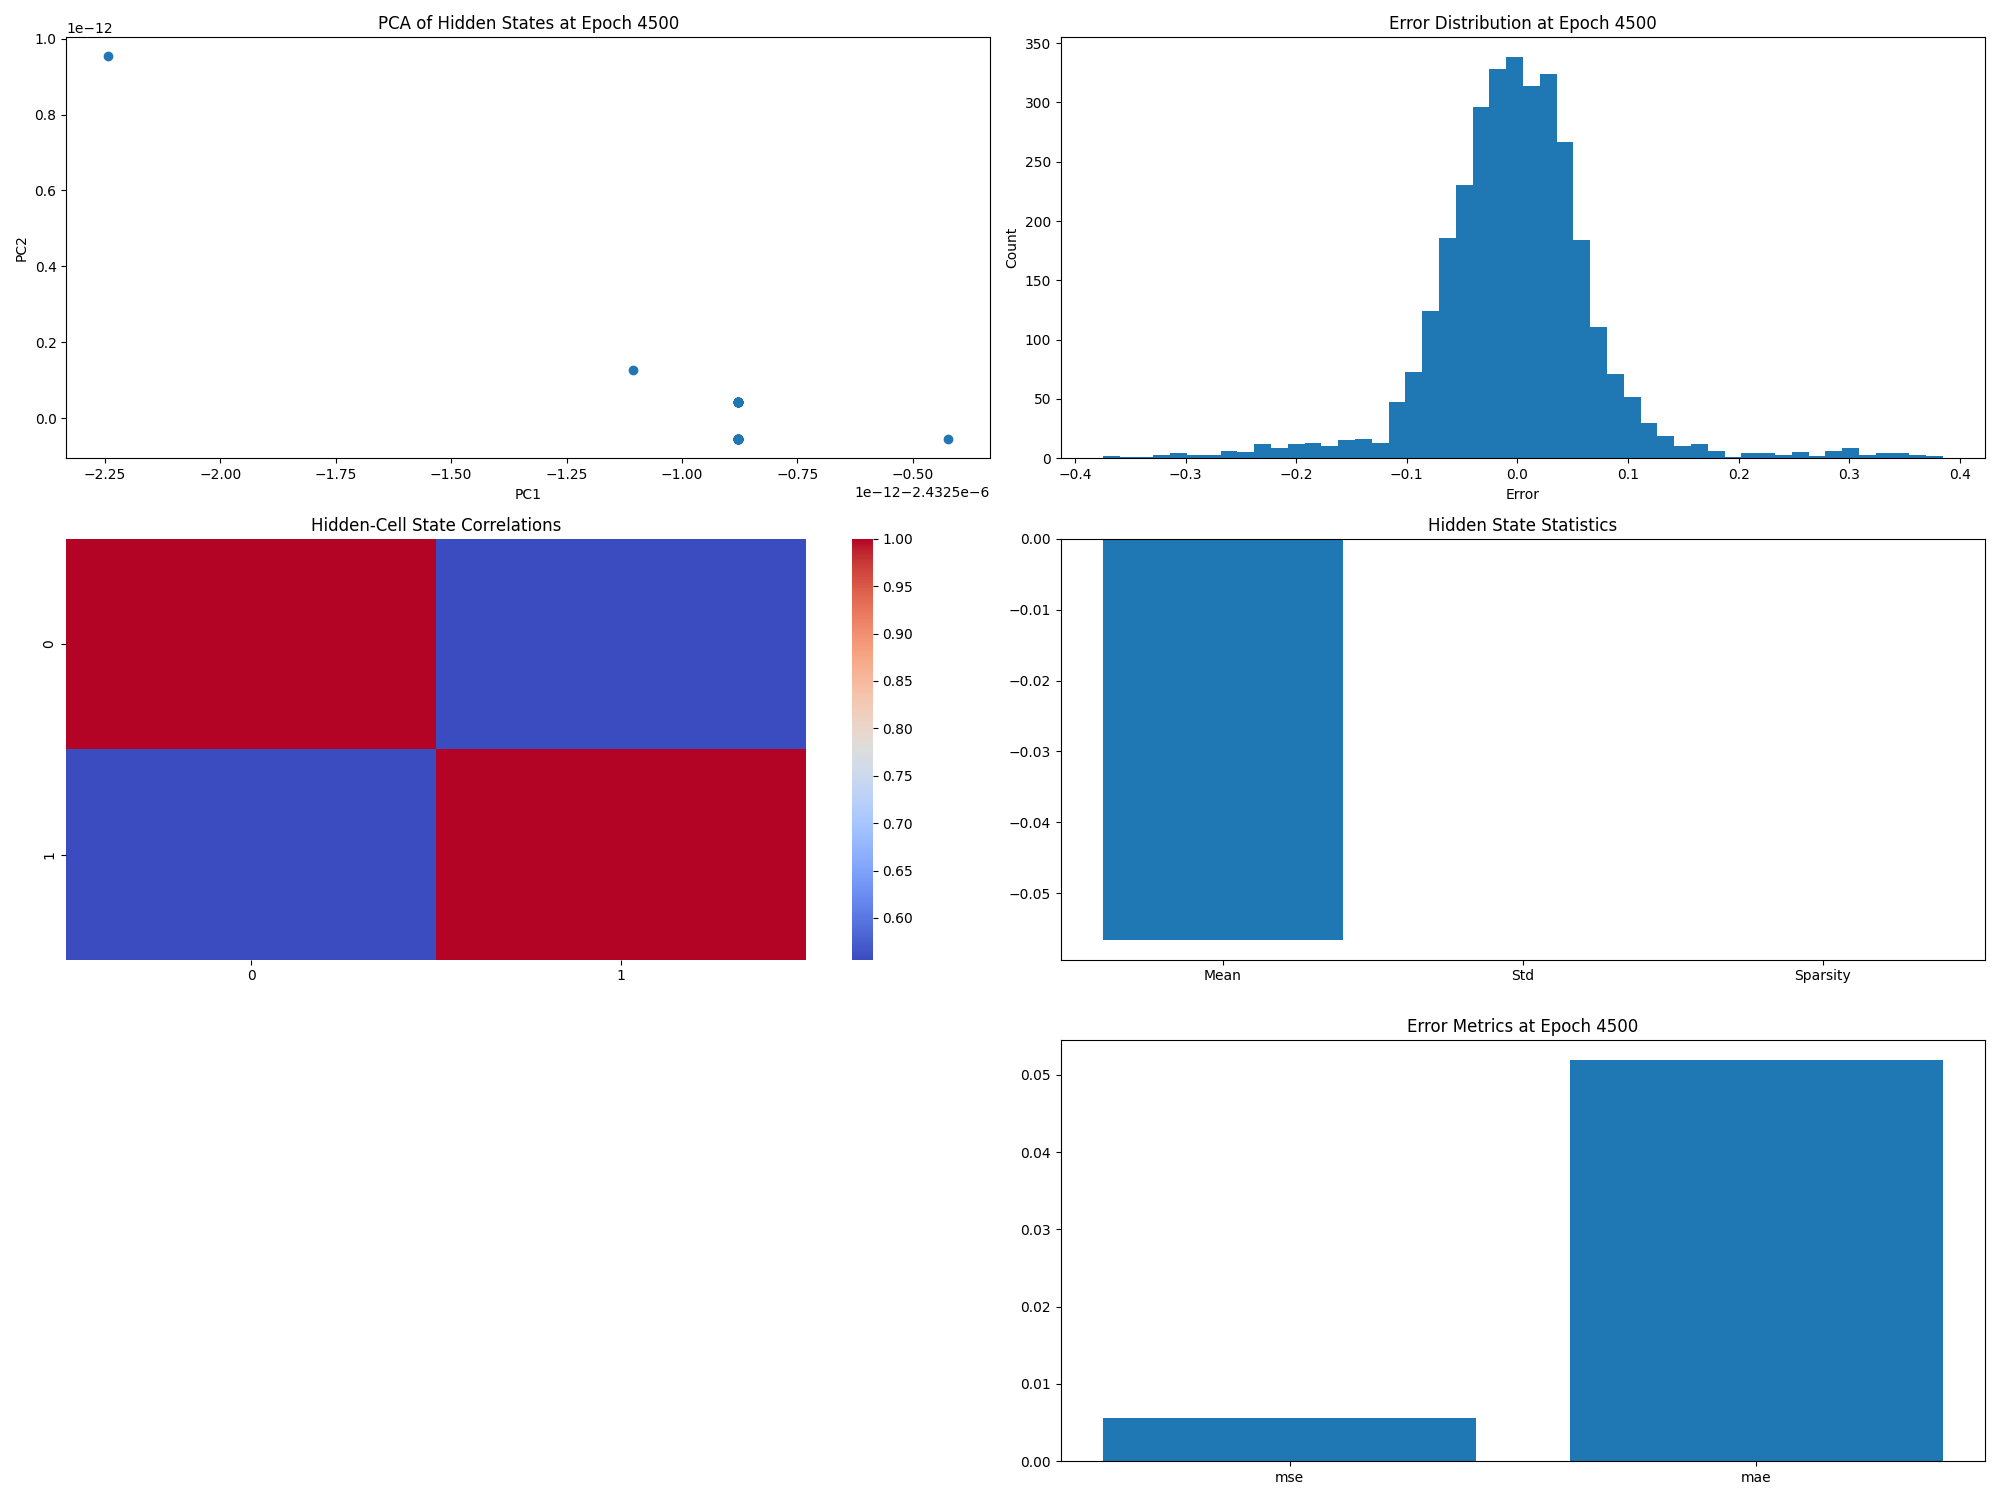 PCA of Hidden States at Epoch 4500
1e−12
1.0
0.8
0.6
0.4
0.2
0.0
PC2
−2.25 −2.00 −1.75 −1.50 −1.25 −1.00 −0.75 −0.50
1e−12−2.4325e−6
PC1
Error Distribution at Epoch 4500
350
300
250
200
150
100
50
0
Count
−0.4 −0.3 −0.2 −0.1 0.0 0.1 0.2 0.3 0.4
Error
Hidden-Cell State Correlations
0
1
0 1
1.00
0.95
0.90
0.85
0.80
0.75
0.70
0.65
0.60
Hidden State Statistics
0.00
−0.01
−0.02
−0.03
−0.04
−0.05
Mean Std Sparsity
Error Metrics at Epoch 4500
0.05
0.04
0.03
0.02
0.01
0.00
mse mae